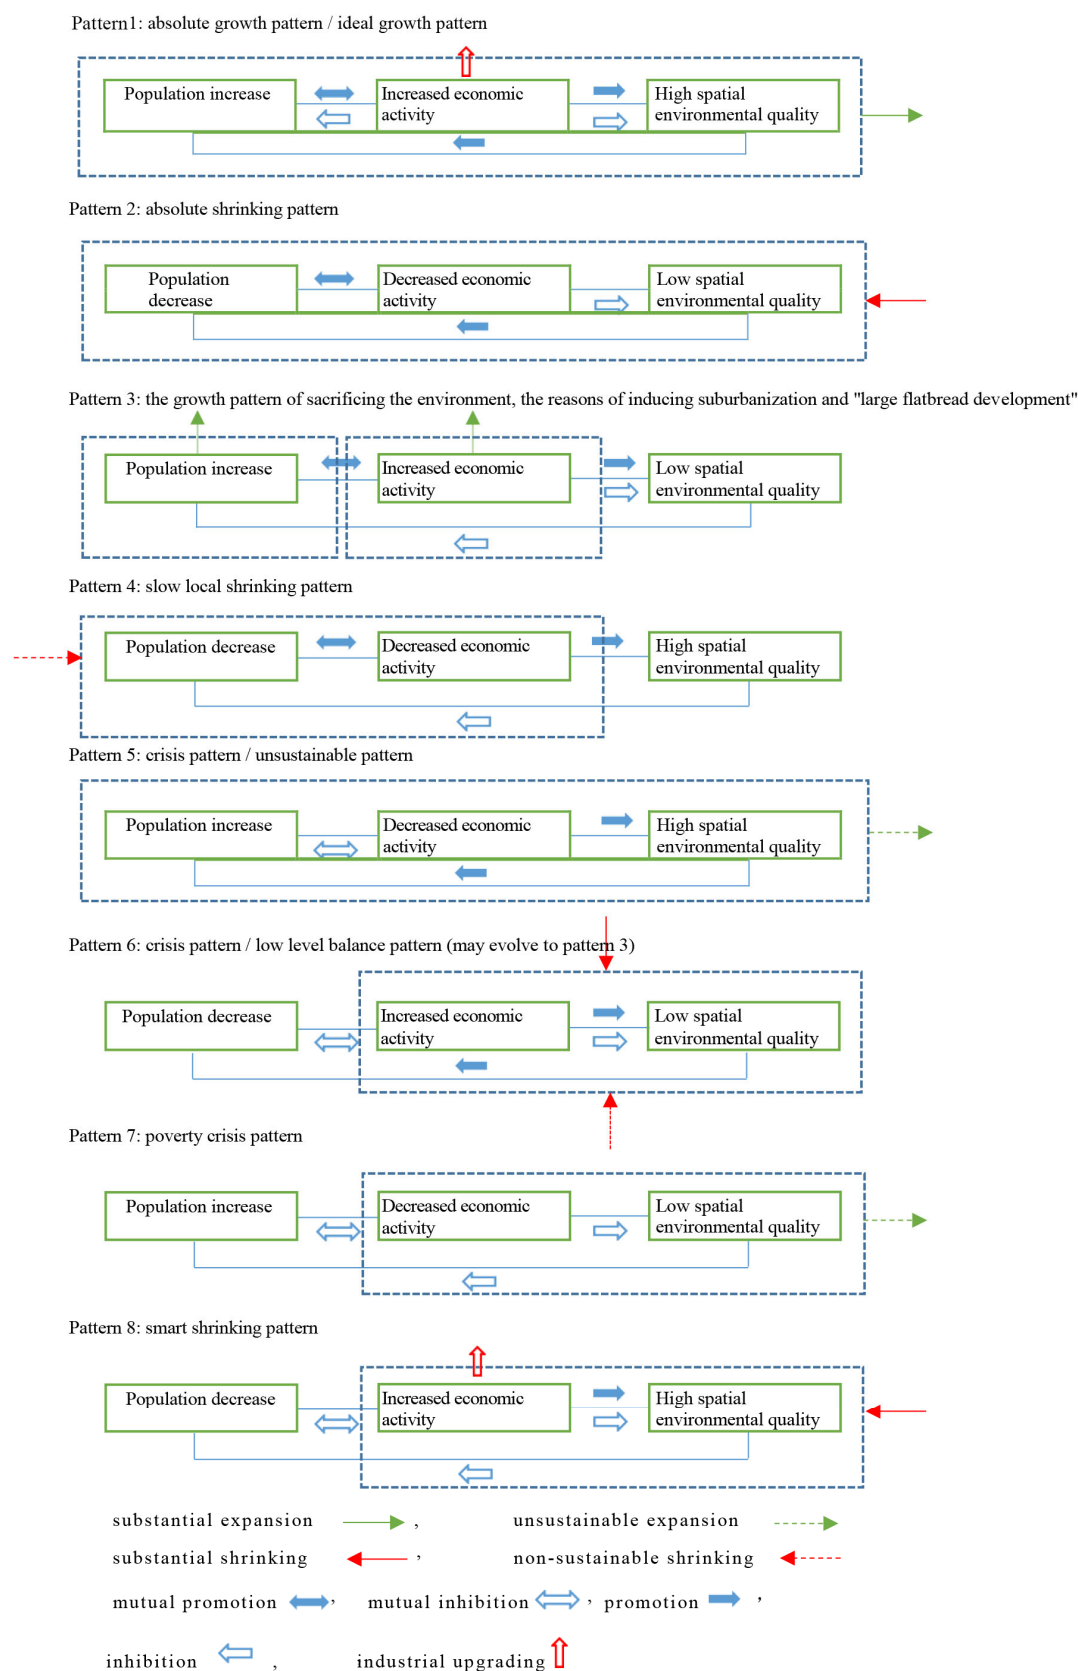 Pattern1: absolute growth pattern / ideal growth pattern
Population increase
Increased economic
activity
High spatial
environmental quality
Pattern 2: absolute shrinking pattern
Population
decrease
Decreased economic
activity
Low spatial
environmental quality
Pattern 3: the growth pattern of sacrificing the environment, the reasons of inducing suburbanization and "large flatbread development"
Population increase
Increased economic
activity
Low spatial
environmental quality
Pattern 4: slow local shrinking pattern
Population decrease
Decreased economic
activity
High spatial
environmental quality
Pattern 5: crisis pattern / unsustainable pattern
Population increase
Decreased economic
activity
High spatial
environmental quality
Pattern 6: crisis pattern / low level balance pattern (may evolve to pattern 3)
Population decrease
Increased economic
activity
Low spatial
environmental quality
Pattern 7: poverty crisis pattern
Population increase
Decreased economic
activity
Low spatial
environmental quality
Pattern 8: smart shrinking pattern
Population decrease
Increased economic
activity
High spatial
environmental quality
substantial expansion , unsustainable expansion
substantial shrinking , non-sustainable shrinking
mutual promotion , mutual inhibition , promotion ,
inhibition , industrial upgrading